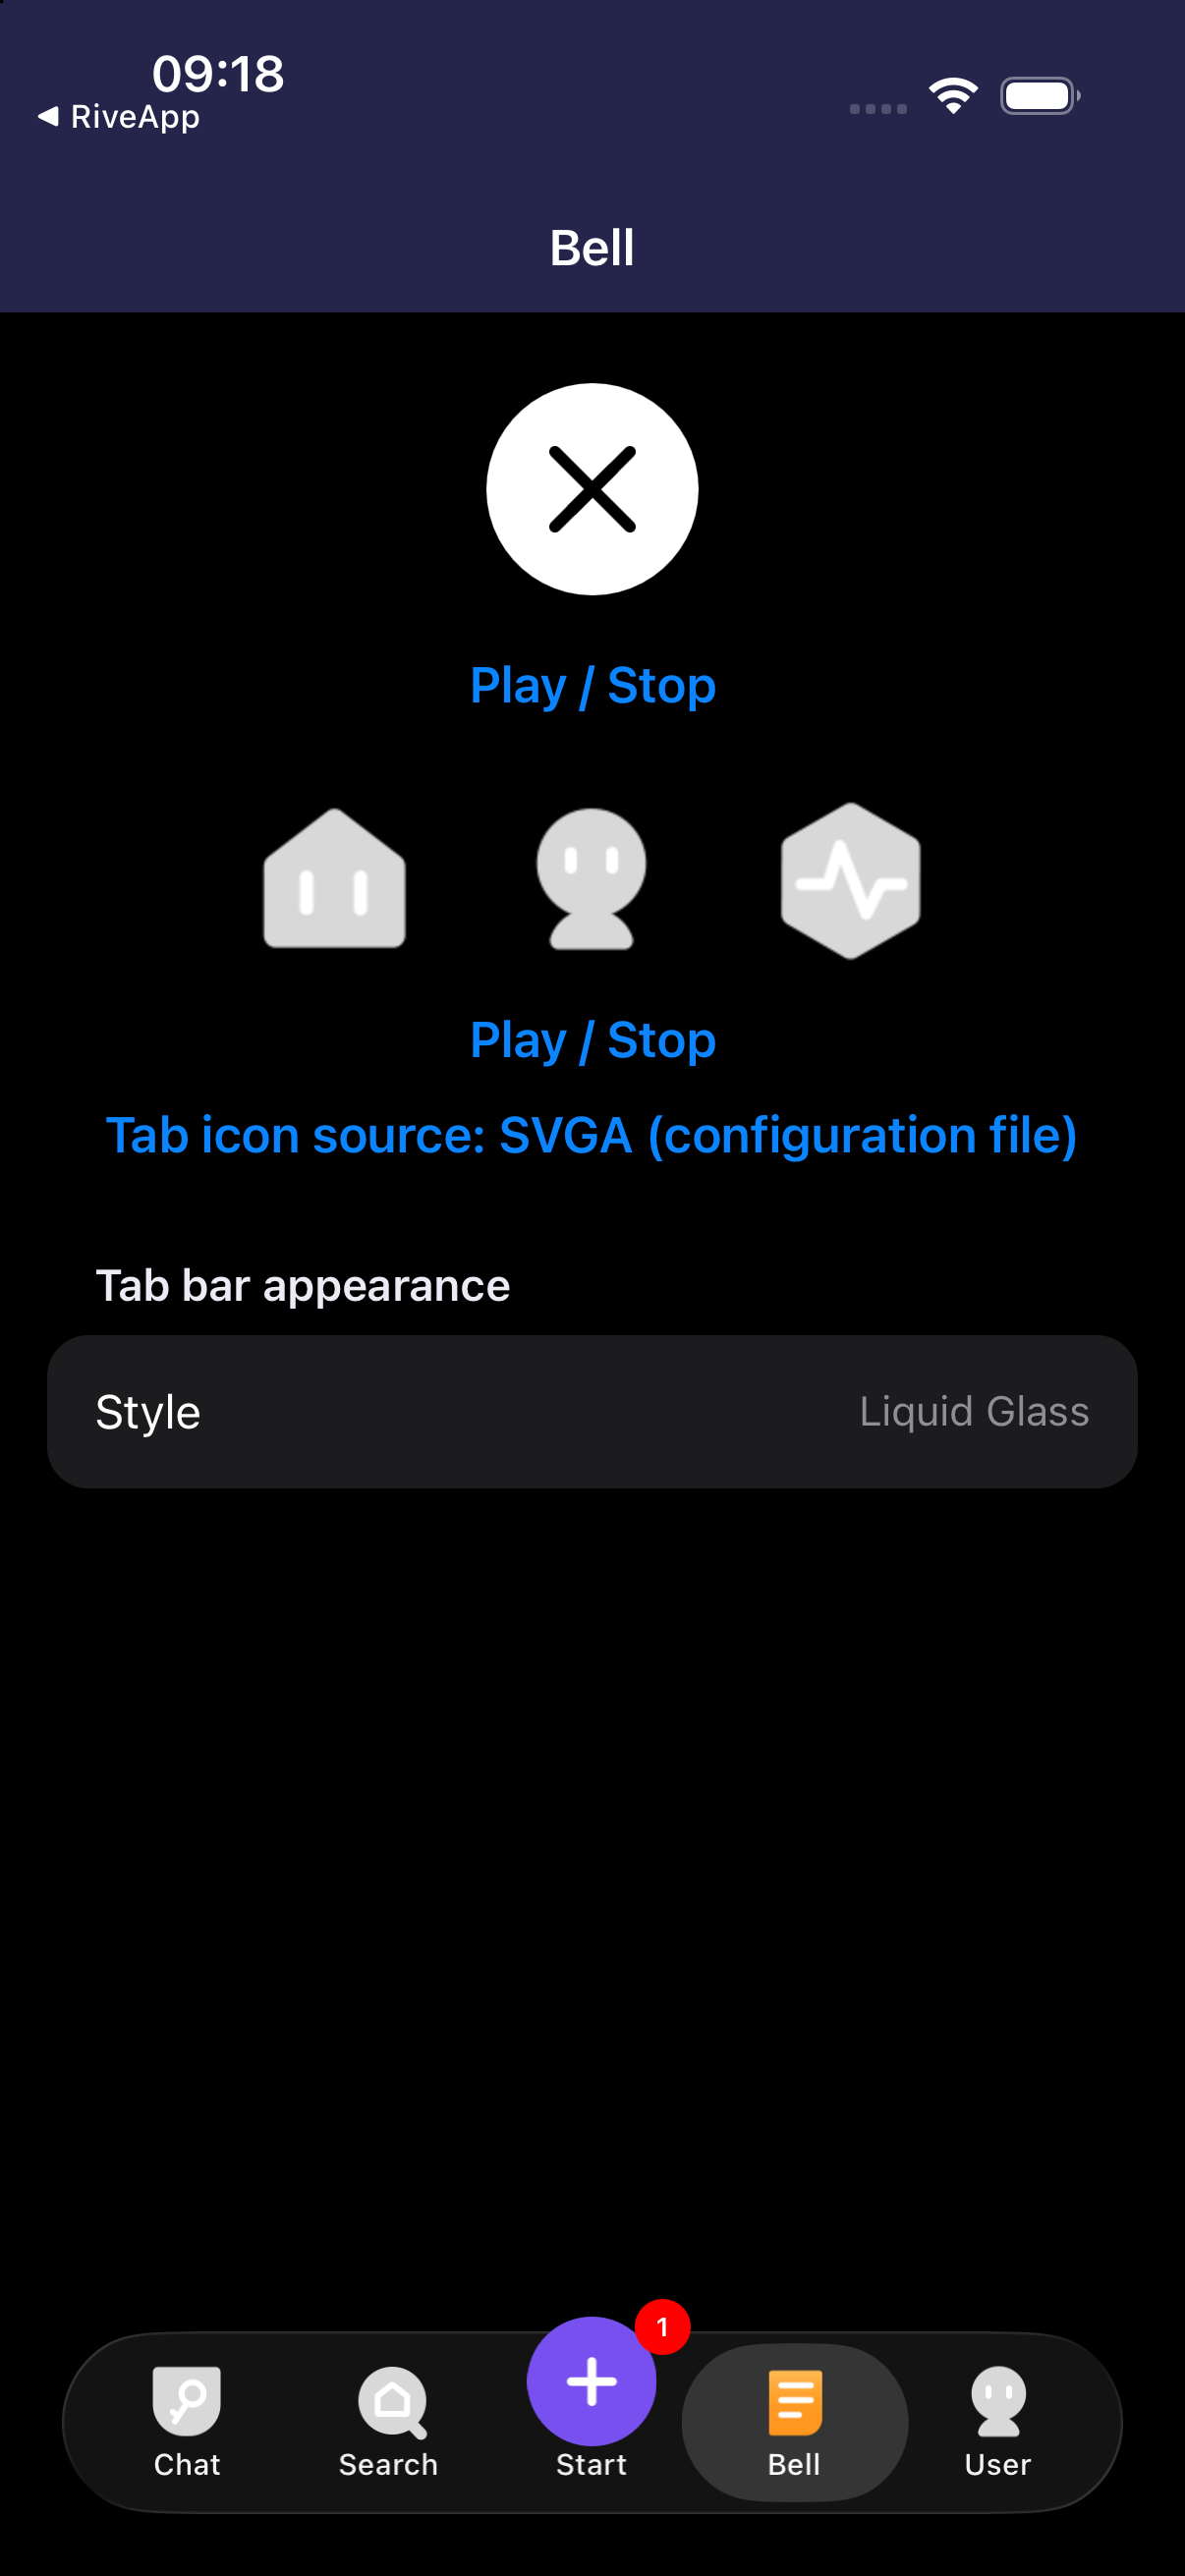 09:18
◀ RiveApp
Bell
Play / Stop
Play / Stop
Tab icon source: SVGA (configuration file)
Tab bar appearance
Style
Liquid Glass
1
Chat
Search
Start
Bell
User